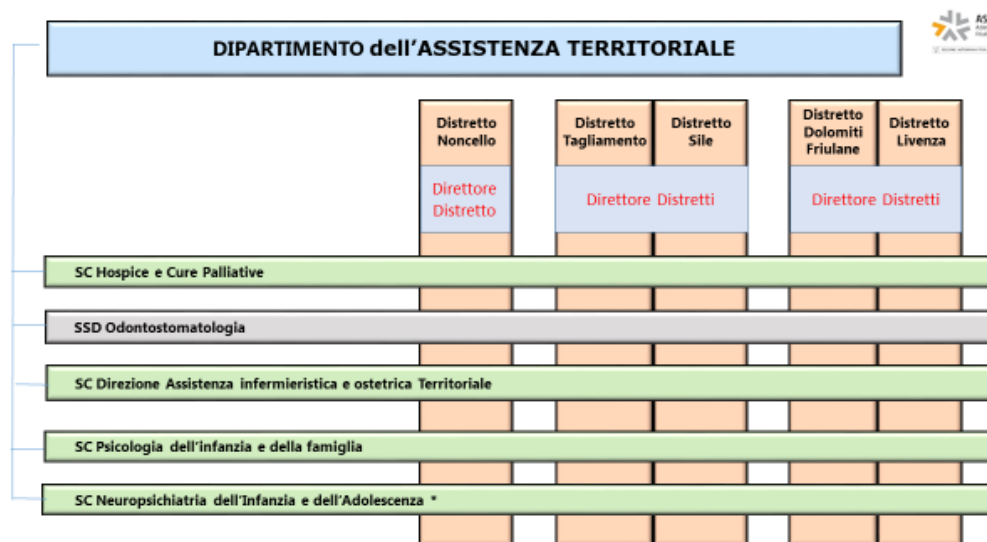 DIPARTIMENTO dell'ASSISTENZA TERRITORIALE
AS
Distretto
Noncello
Distretto
Tagliamento
Distretto
Sile
Distretto
Dolomiti
Friulane
Distretto
Livenza
Direttore
Distretto
Direttore Distretti
Direttore Distretti
SC Hospice e Cure Palliative
SSD Odontostomatologia
SC Direzione Assistenza infermieristica e ostetrica Territoriale
SC Psicologia dell'infanzia e della famiglia
SC Neuropsichiatria dell'Infanzia e dell'Adolescenza *